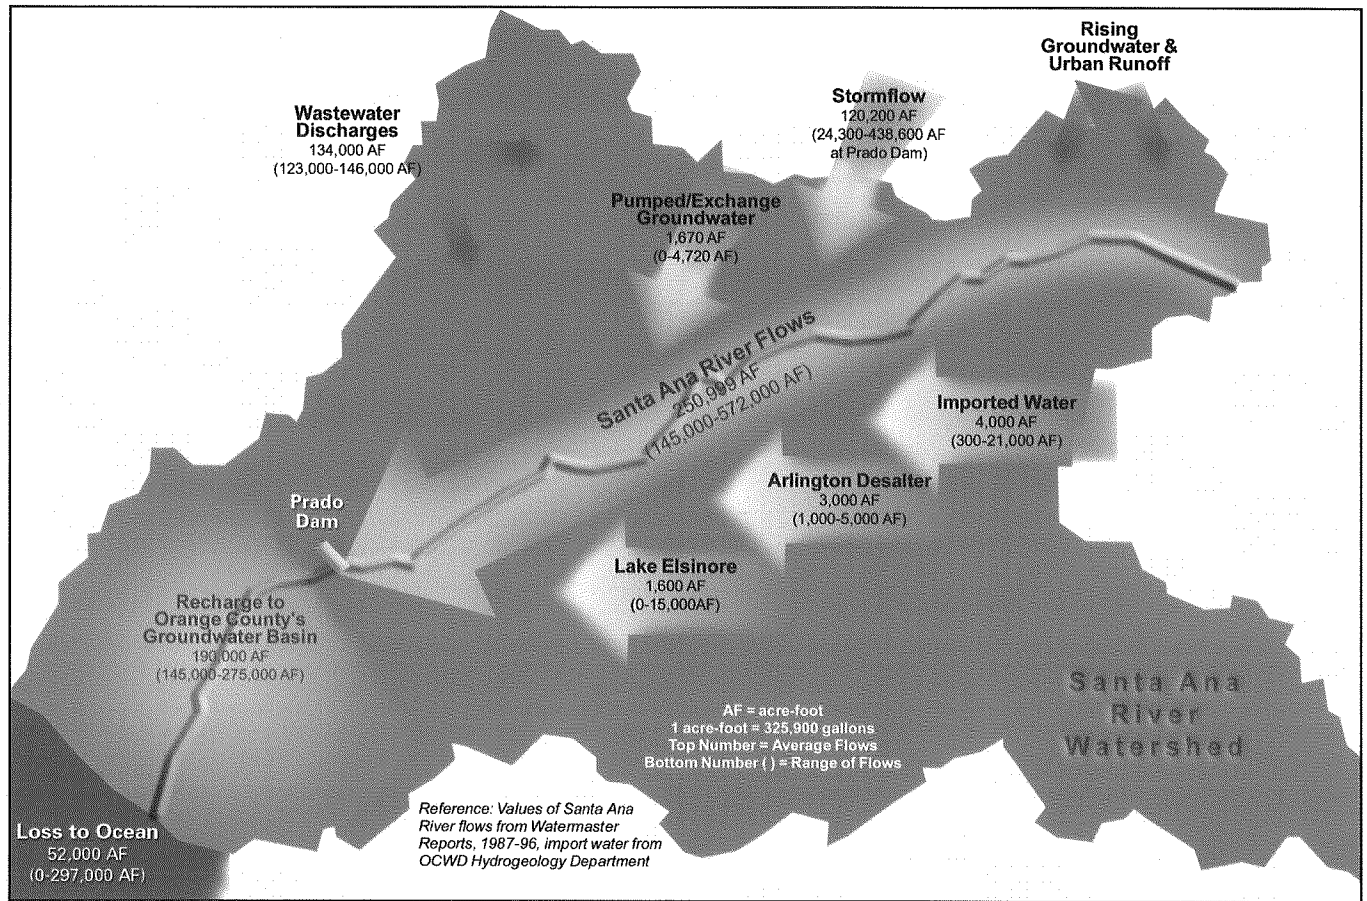 Rising
Groundwater &
Urban Runoff
Stormflow
120,200 AF
(24,300-438,600 AF
at Prado Dam)
Wastewater
Discharges
134,000 AF
(123,000-146,000 AF)
Pumped/Exchange
Groundwater
1,670 AF
(0-4,720 AF)
Santa Ana River Flows
250,999 AF
(145,000-572,000 AF)
Imported Water
4,000 AF
(300-21,000 AF)
Arlington Desalter
3,000 AF
(1,000-5,000 AF)
Prado
Dam
Lake Elsinore
1,600 AF
(0-15,000AF)
Recharge to
Orange County's
Groundwater Basin
190,000 AF
(145,000-275,000 AF)
Santa Ana
River
Watershed
AF = acre-foot
1 acre-foot = 325,900 gallons
Top Number = Average Flows
Bottom Number ( ) = Range of Flows
Reference: Values of Santa Ana
River flows from Watermaster
Reports, 1987-96, import water from
OCWD Hydrogeology Department
Loss to Ocean
52,000 AF
(0-297,000 AF)